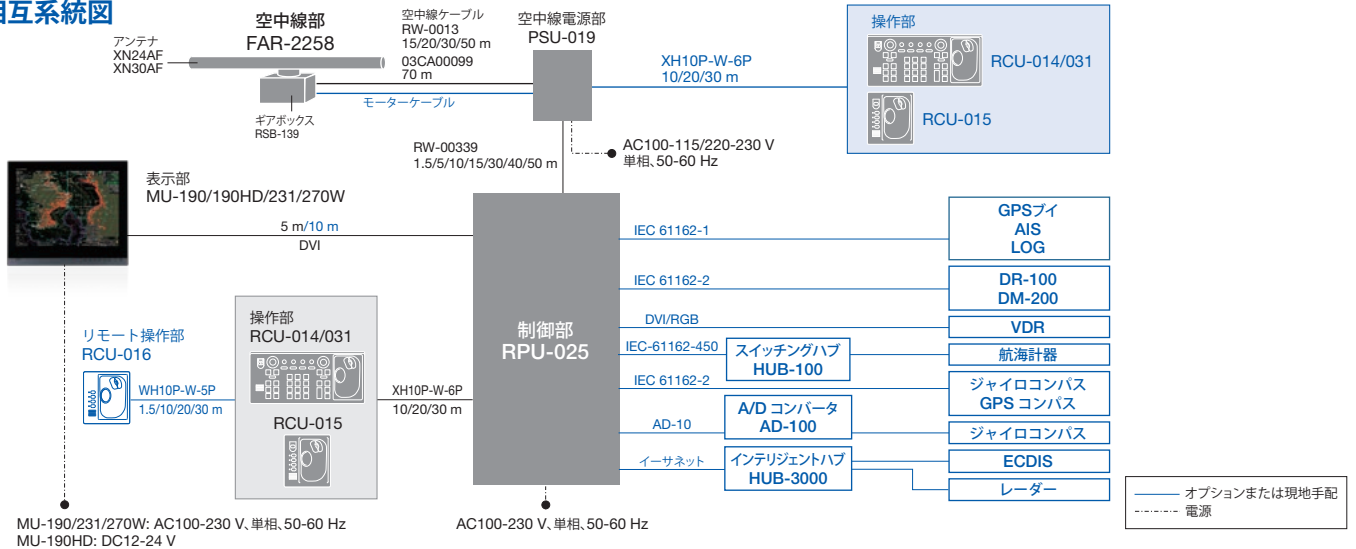 相互系統図
アンテナ
XN24AF
XN30AF
空中線部
FAR-2258
ギアボックス
RSB-139
空中線ケーブル
RW-0013
15/20/30/50 m
03CA00099
70 m
モーターケーブル
空中線電源部
PSU-019
XH10P-W-6P
10/20/30 m
操作部
RCU-014/031
RCU-015
RW-00339
1.5/5/10/15/30/40/50 m
AC100-115/220-230 V
単相、50-60 Hz
表示部
MU-190/190HD/231/270W
5 m/10 m
DVI
リモート操作部
RCU-016
WH10P-W-5P
1.5/10/20/30 m
操作部
RCU-014/031
RCU-015
XH10P-W-6P
10/20/30 m
制御部
RPU-025
IEC 61162-1
GPSブイ
AIS
LOG
IEC 61162-2
DR-100
DM-200
DVI/RGB
VDR
IEC-61162-450
スイッチングハブ
HUB-100
航海計器
IEC 61162-2
ジャイロコンパス
GPS コンパス
AD-10
A/D コンバータ
AD-100
ジャイロコンパス
イーサネット
インテリジェントハブ
HUB-3000
ECDIS
レーダー
MU-190/231/270W: AC100-230 V、単相、50-60 Hz
MU-190HD: DC12-24 V
AC100-230 V、単相、50-60 Hz
オプションまたは現地手配
電源